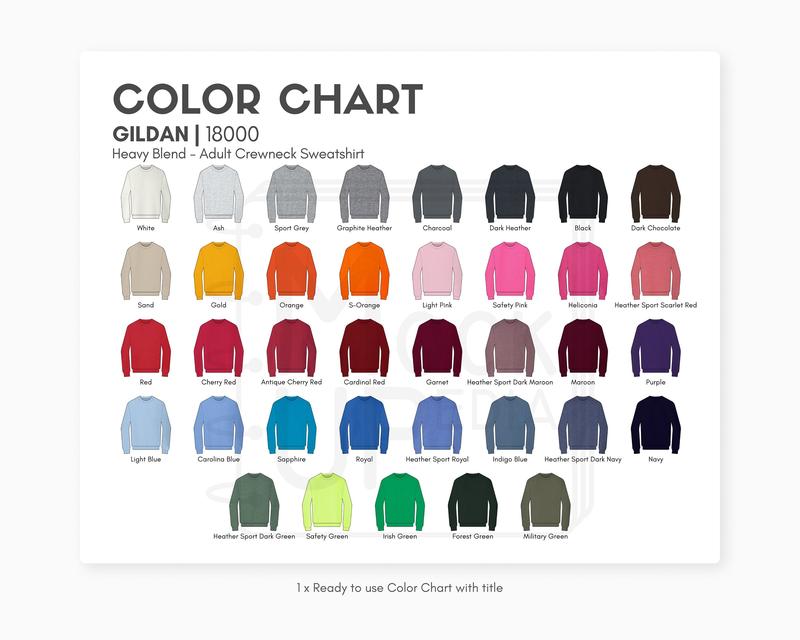 COLOR CHART
GILDAN | 18000
Heavy Blend - Adult Crewneck Sweatshirt
White Ash Sport Grey Graphite Heather Charcoal Dark Heather Black Dark Chocolate
Sand Gold Orange S-Orange Light Pink Safety Pink Heliconia Heather Sport Scarlet Red
Red Cherry Red Antique Cherry Red Cardinal Red Garnet Heather Sport Dark Maroon Maroon Purple
Light Blue Carolina Blue Sapphire Royal Heather Sport Royal Indigo Blue Heather Sport Dark Navy Navy
Heather Sport Dark Green Safety Green Irish Green Forest Green Military Green
1 x Ready to use Color Chart with title